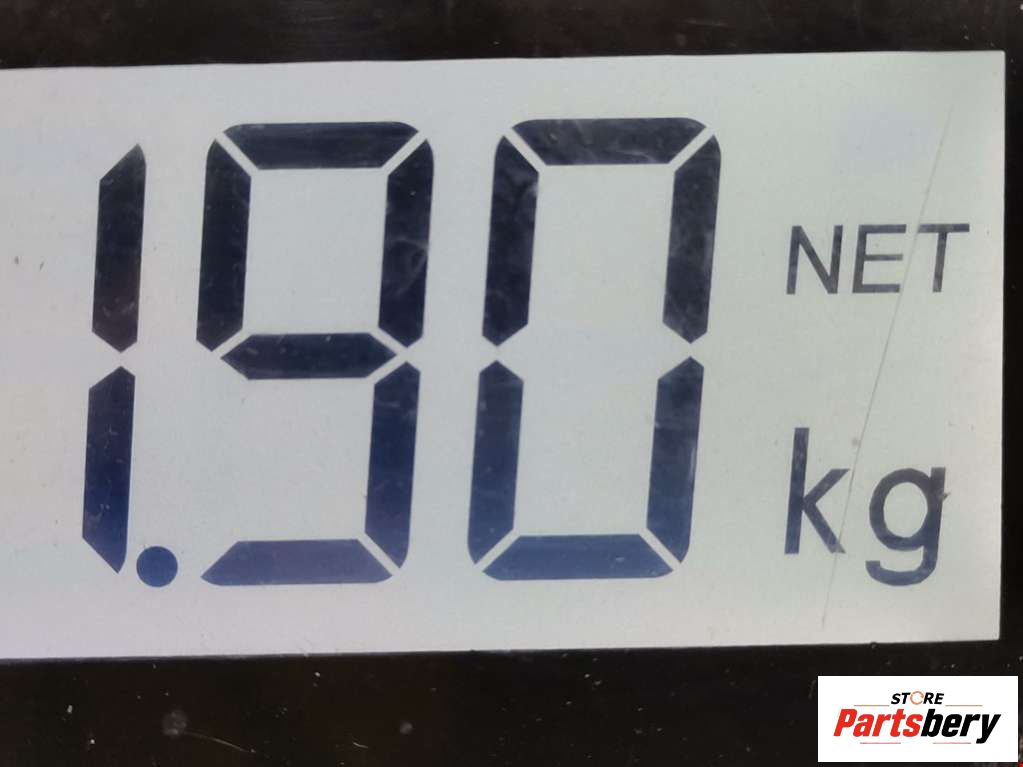 1.90
NET
kg
STORE
Partsbery